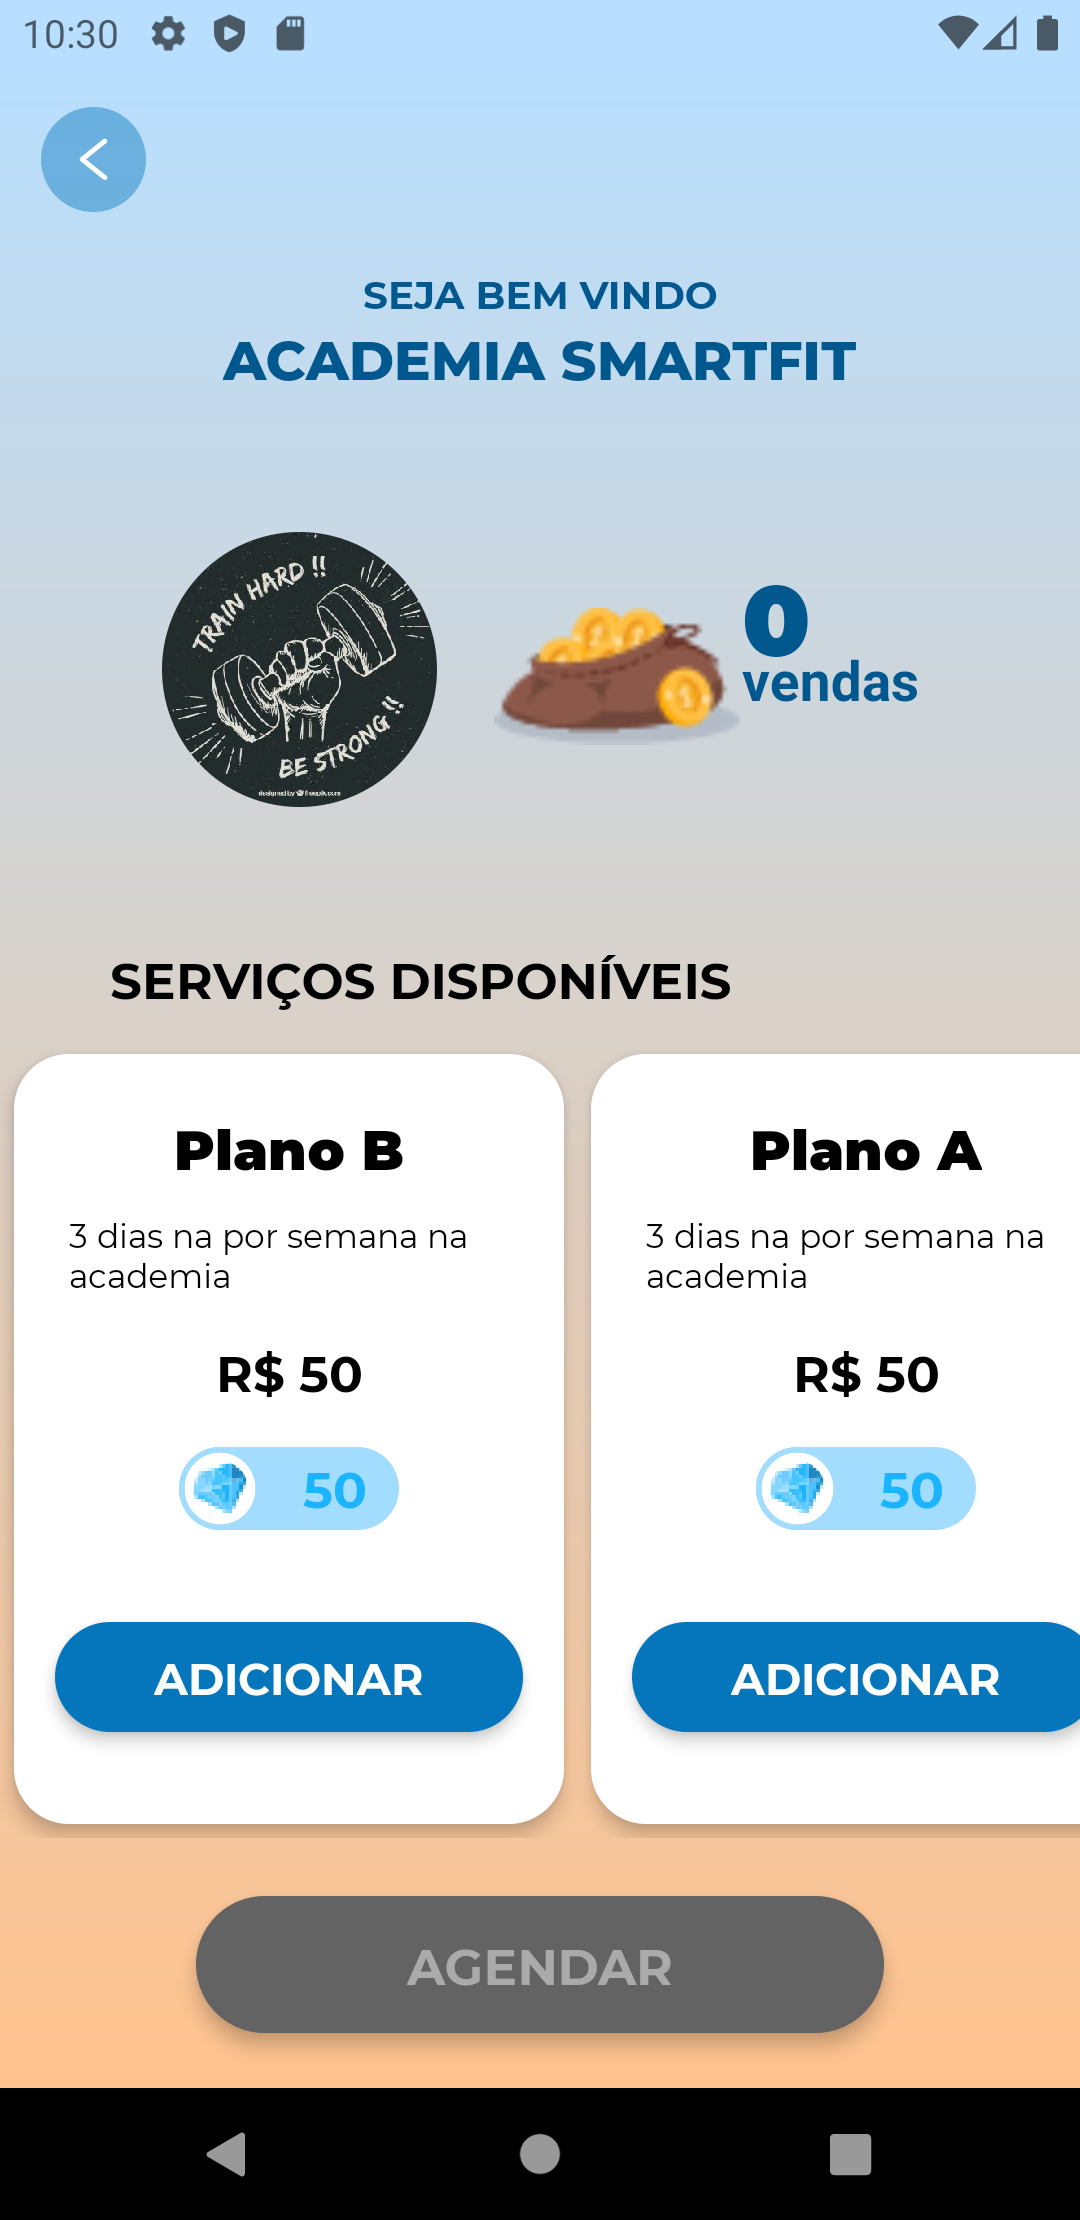 10:30
SEJA BEM VINDO
ACADEMIA SMARTFIT
TRAIN HARD !!
BE STRONG !!
designed by freepik.com
0
vendas
SERVIÇOS DISPONÍVEIS
Plano B
3 dias na por semana na
academia
R$ 50
50
ADICIONAR
Plano A
3 dias na por semana na
academia
R$ 50
50
ADICIONAR
AGENDAR